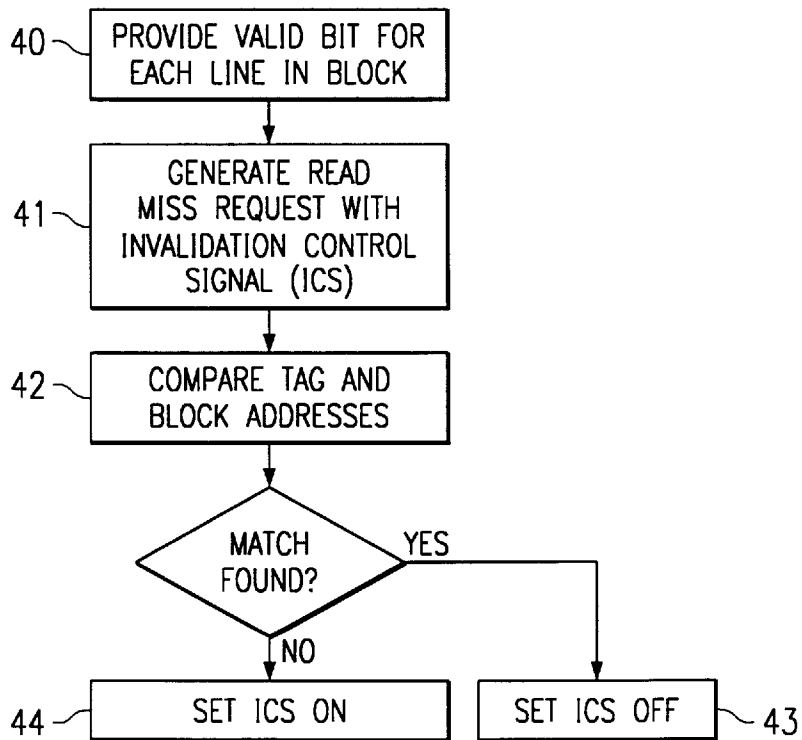 40
PROVIDE VALID BIT FOR
EACH LINE IN BLOCK
41
GENERATE READ
MISS REQUEST WITH
INVALIDATION CONTROL
SIGNAL (ICS)
42
COMPARE TAG AND
BLOCK ADDRESSES
MATCH
FOUND?
YES
NO
44
SET ICS ON
SET ICS OFF
43